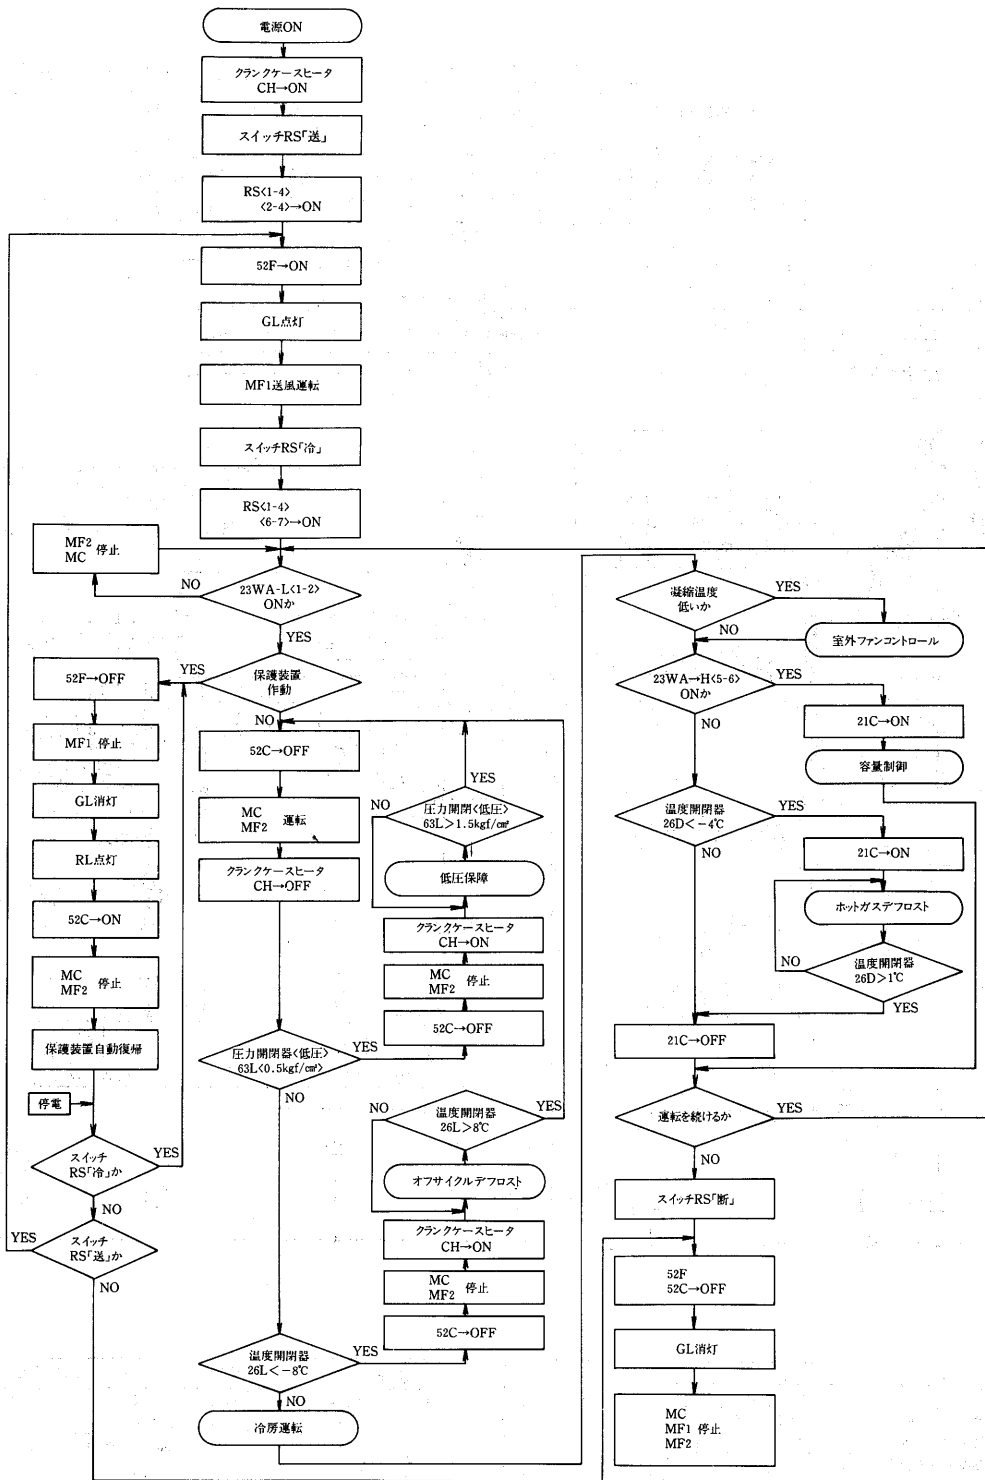 電源ON
クランクケースヒータ
CH→ON
スイッチRS「送」
RS<1-4>
<2-4>→ON
52F→ON
GL点灯
MF1送風運転
スイッチRS「冷」
RS<1-4>
<6-7>→ON
MF2
MC 停止
NO
23WA-L<1-2>
ONか
YES
保護装置
作動
YES
NO
52F→OFF
MF1 停止
GL消灯
RL点灯
52C→ON
MC
MF2 停止
保護装置自動復帰
停電
スイッチ
RS「冷」か
YES
NO
スイッチ
RS「送」か
YES
NO
52C→OFF
MC
MF2 運転
クランクケースヒータ
CH→OFF
圧力開閉器<低圧>
63L<0.5kgf/cm²>
YES
NO
YES
NO
圧力開閉<低圧>
63L>1.5kgf/cm²
低圧保障
クランクケースヒータ
CH→ON
MC
MF2 停止
52C→OFF
NO
温度開閉器
26L>8℃
YES
オフサイクルデフロスト
クランクケースヒータ
CH→ON
MC
MF2 停止
52C→OFF
温度開閉器
26L<-8℃
YES
NO
冷房運転
凝縮温度
低いか
YES
NO
室外ファンコントロール
23WA→H<5-6>
ONか
YES
NO
21C→ON
容量制御
温度開閉器
26D<-4℃
YES
NO
21C→ON
ホットガスデフロスト
NO
温度開閉器
26D>1℃
YES
21C→OFF
運転を続けるか
YES
NO
スイッチRS「断」
52F
52C→OFF
GL消灯
MC
MF1 停止
MF2